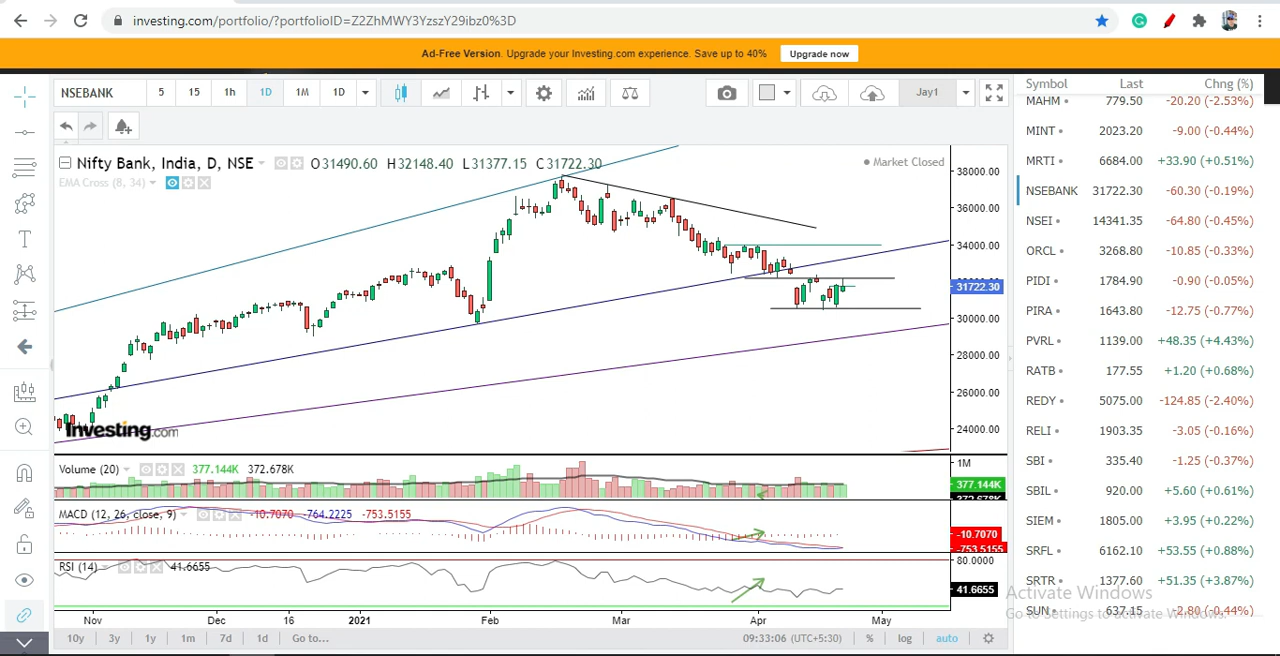 investing.com/portfolio/?portfolioID=Z2ZhMWY3YzszY29ibz0%3D
Ad-Free Version. Upgrade your Investing.com experience. Save up to 40% Upgrade now
NSEBANK 5 15 1h 1D 1M 1D Jay1
Nifty Bank, India, D, NSE O31490.60 H32148.40 L31377.15 C31722.30 Market Closed
EMA Cross (8, 34)
38000.00
36000.00
34000.00
31722.30
30000.00
28000.00
26000.00
24000.00
Investing.com
Volume (20) 377.144K 372.678K
1M
377.144K
MACD (12, 26, close, 9) -10.7070 -764.2225 -753.5155
-10.7070
-753.5155
RSI (14) 41.6655
80.0000
41.6655
Nov Dec 16 2021 Feb Mar Apr May
10y 3y 1y 1m 7d 1d Go to... 09:33:06 (UTC+5:30) % log auto
Symbol Last Chng (%)
MAHM 779.50 -20.20 (-2.53%)
MINT 2023.20 -9.00 (-0.44%)
MRTI 6684.00 +33.90 (+0.51%)
NSEBANK 31722.30 -60.30 (-0.19%)
NSEI 14341.35 -64.80 (-0.45%)
ORCL 3268.80 -10.85 (-0.33%)
PIDI 1784.90 -0.90 (-0.05%)
PIRA 1643.80 -12.75 (-0.77%)
PVRL 1139.00 +48.35 (+4.43%)
RATB 177.55 +1.20 (+0.68%)
REDY 5075.00 -124.85 (-2.40%)
RELI 1903.35 -3.05 (-0.16%)
SBI 335.40 -1.25 (-0.37%)
SBIL 920.00 +5.60 (+0.61%)
SIEM 1805.00 +3.95 (+0.22%)
SRFL 6162.10 +53.55 (+0.88%)
SRTR 1377.60 +51.35 (+3.87%)
Activate Windows
SUN 637.15 -2.80 (-0.44%)
Go to Settings to activate Windows.